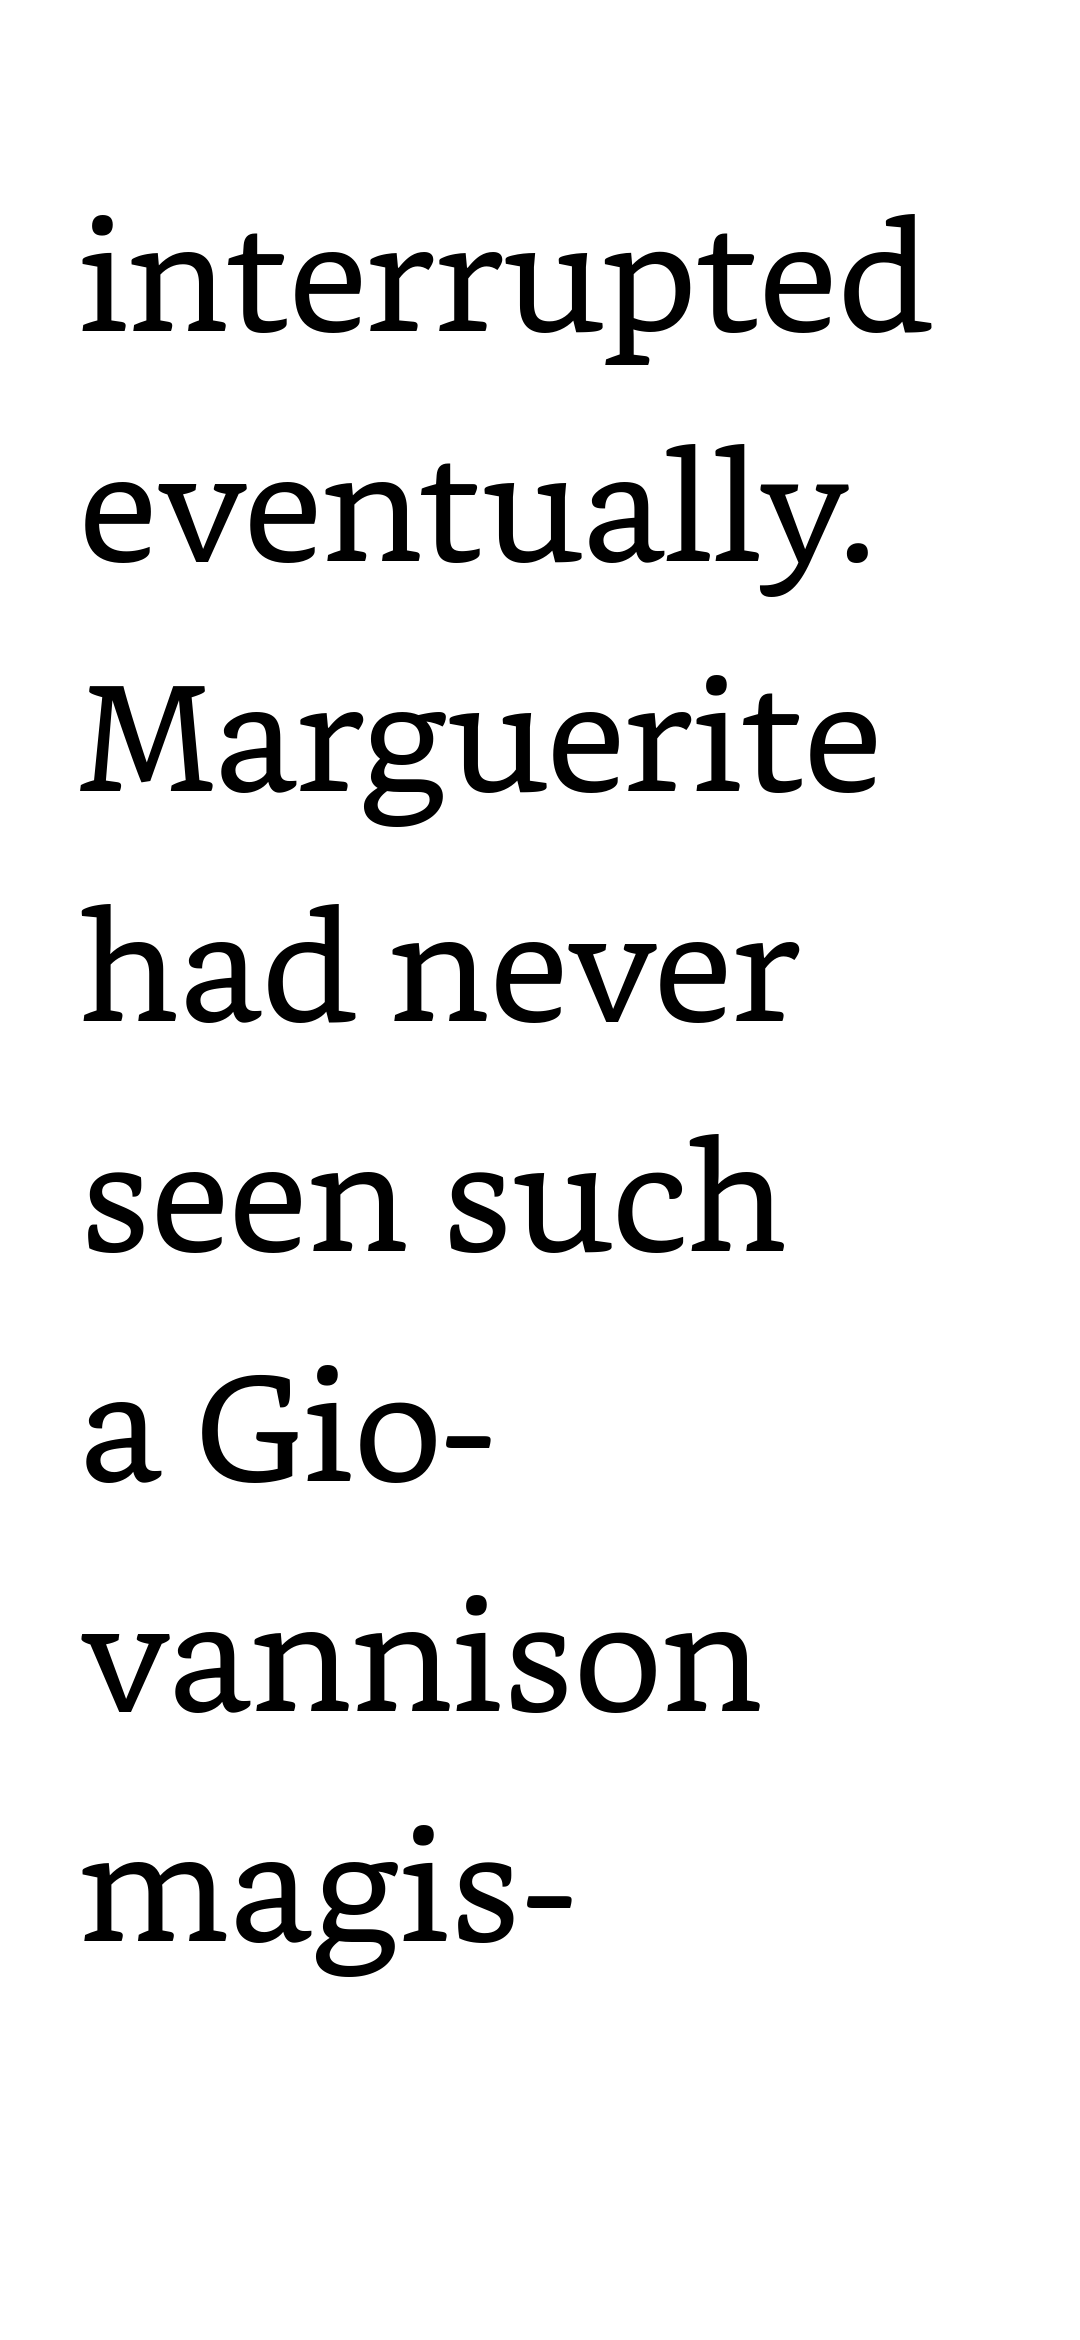 interrupted
eventually.
Marguerite
had never
seen such
a Gio-
vannison
magis-